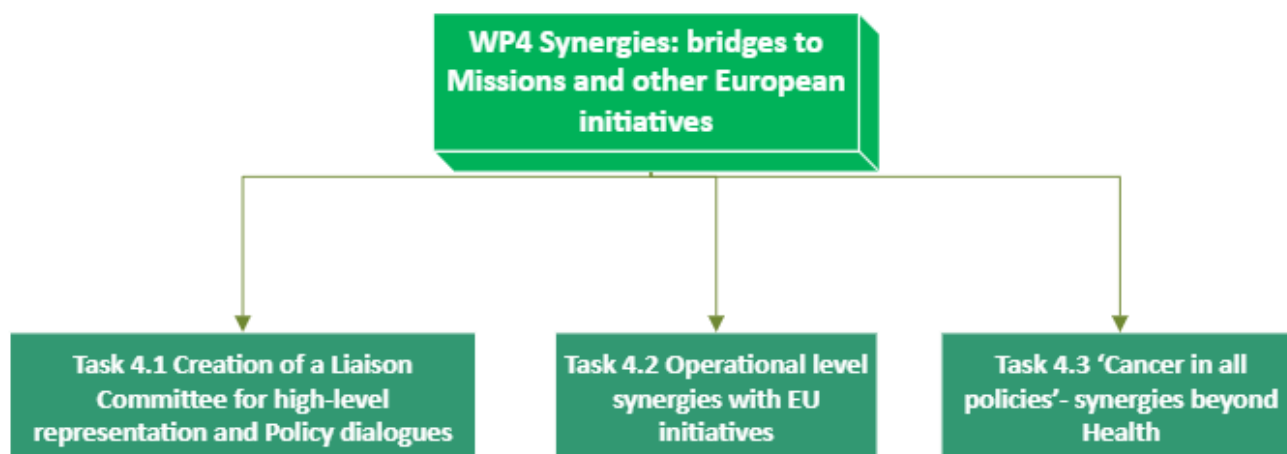 WP4 Synergies: bridges to
Missions and other European
initiatives
Task 4.1 Creation of a Liaison
Committee for high-level
representation and Policy dialogues
Task 4.2 Operational level
synergies with EU
initiatives
Task 4.3 ‘Cancer in all
policies’- synergies beyond
Health